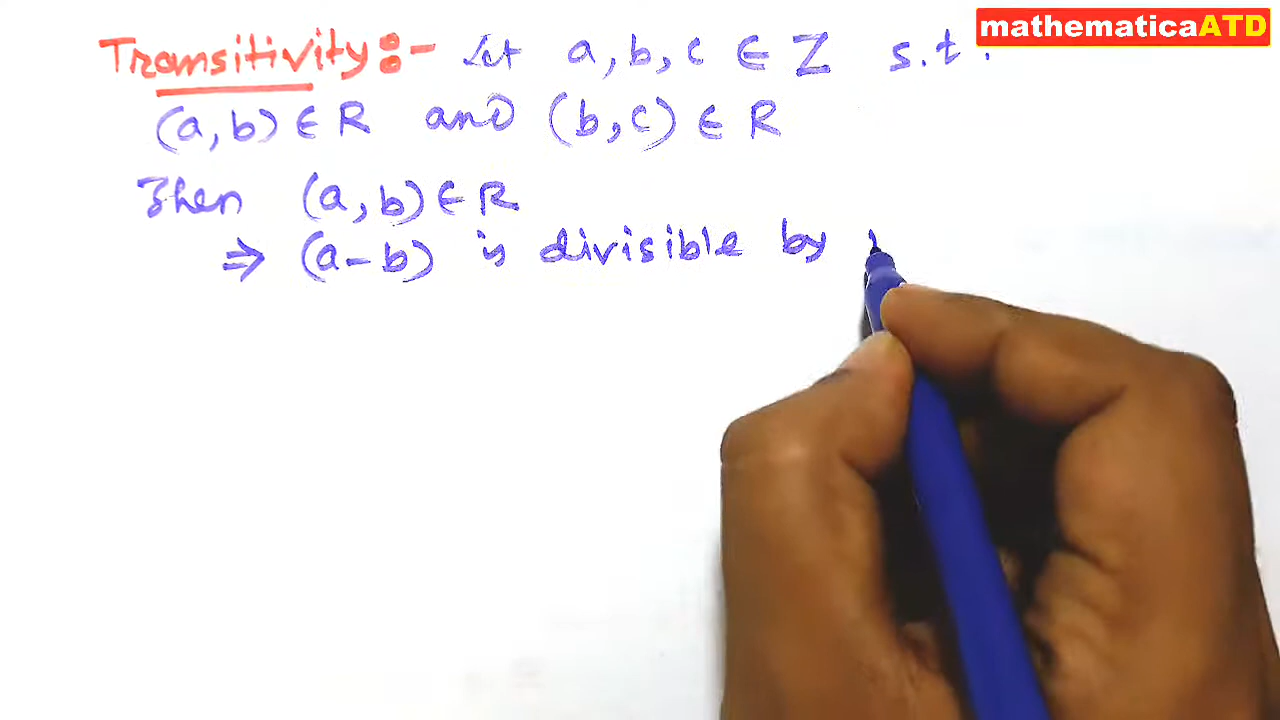 mathematicaATD
Transitivity:- Let a, b, c ∈ Z s.t.
(a, b) ∈ R and (b, c) ∈ R
Then (a, b) ∈ R
⇒ (a - b) is divisible by